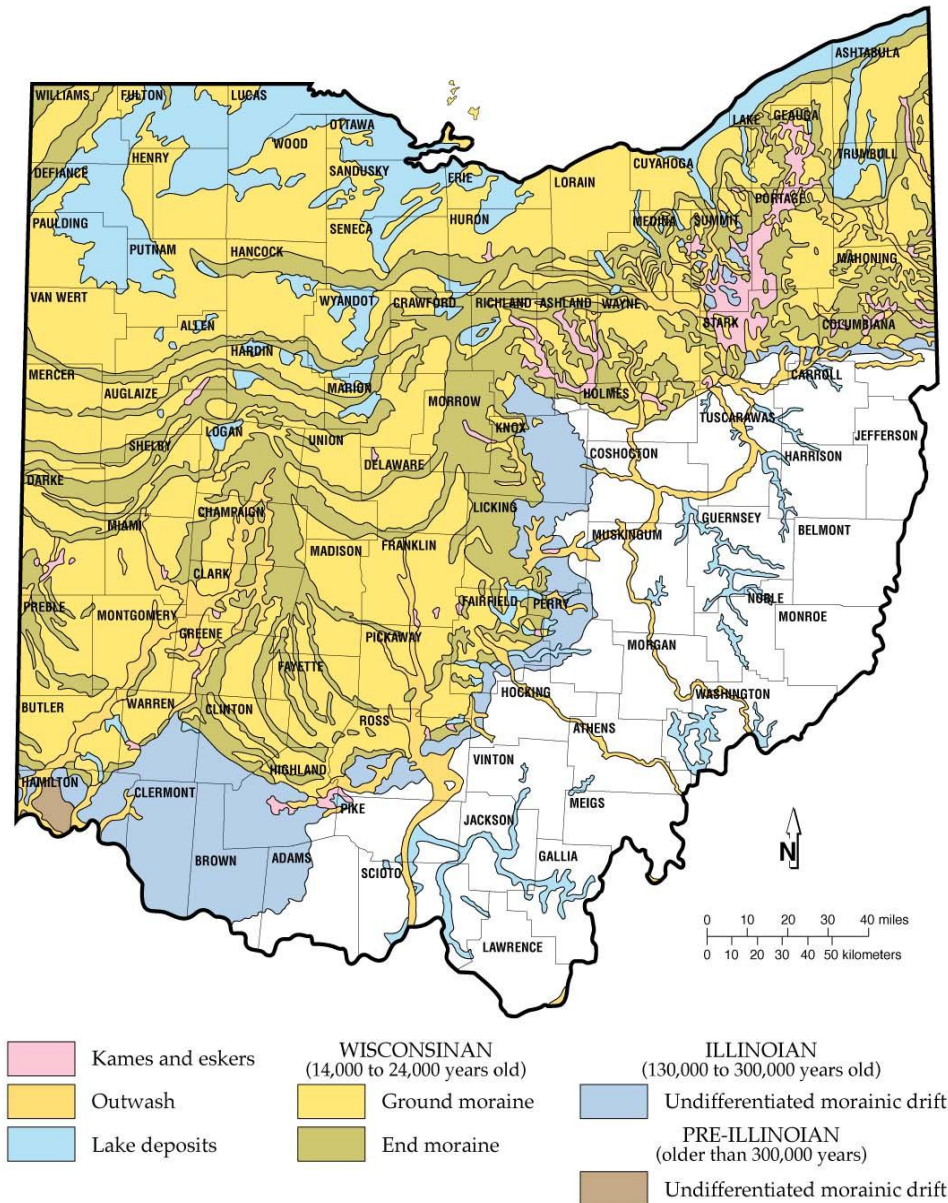 ASHTABULA
WILLIAMS FULTON LUCAS
LAKE GEAUGA
OTTAWA
WOOD
HENRY
CUYAHOGA
TRUMBULL
DEFIANCE
SANDUSKY ERIE LORAIN
PORTAGE
PAULDING
HURON
MEDINA SUMMIT
SENECA
PUTNAM HANCOCK
MAHONING
VAN WERT
WYANDOT CRAWFORD RICHLAND ASHLAND WAYNE
STARK COLUMBIANA
ALLEN
HARDIN
MERCER
CARROLL
AUGLAIZE
MARION
MORROW
HOLMES
TUSCARAWAS
LOGAN
KNOX
JEFFERSON
SHELBY
UNION
COSHOCTON
HARRISON
DELAWARE
DARKE
LICKING
CHAMPAIGN
GUERNSEY
MIAMI
BELMONT
MUSKINGUM
MADISON FRANKLIN
CLARK
NOBLE
PREBLE
FAIRFIELD PERRY
MONTGOMERY
MONROE
GREENE
PICKAWAY
MORGAN
FAYETTE
HOCKING
WASHINGTON
BUTLER WARREN CLINTON
ROSS
ATHENS
VINTON
HIGHLAND
HAMILTON
CLERMONT
PIKE
MEIGS
JACKSON
BROWN ADAMS
GALLIA
SCIOTO
N
LAWRENCE
0 10 20 30 40 miles
0 10 20 30 40 50 kilometers
Kames and eskers
Outwash
Lake deposits
WISCONSINAN
(14,000 to 24,000 years old)
Ground moraine
End moraine
ILLINOIAN
(130,000 to 300,000 years old)
Undifferentiated morainic drift
PRE-ILLINOIAN
(older than 300,000 years)
Undifferentiated morainic drift